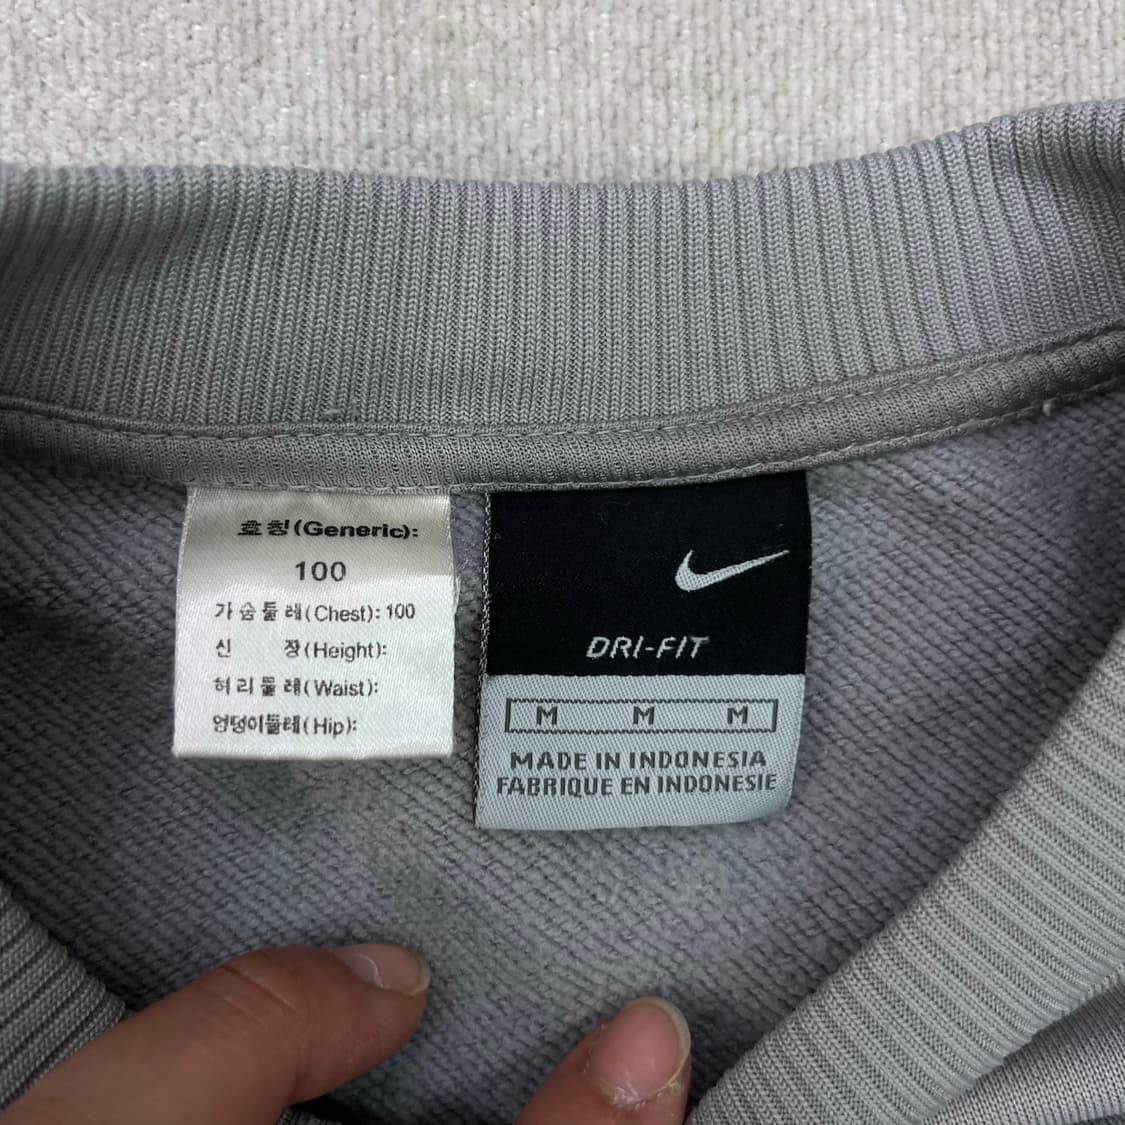 호칭(Generic):
100
가슴둘레(Chest): 100
신 장(Height):
허리둘레(Waist):
엉덩이둘레(Hip):
DRI-FIT
M M M
MADE IN INDONESIA
FABRIQUE EN INDONESIE